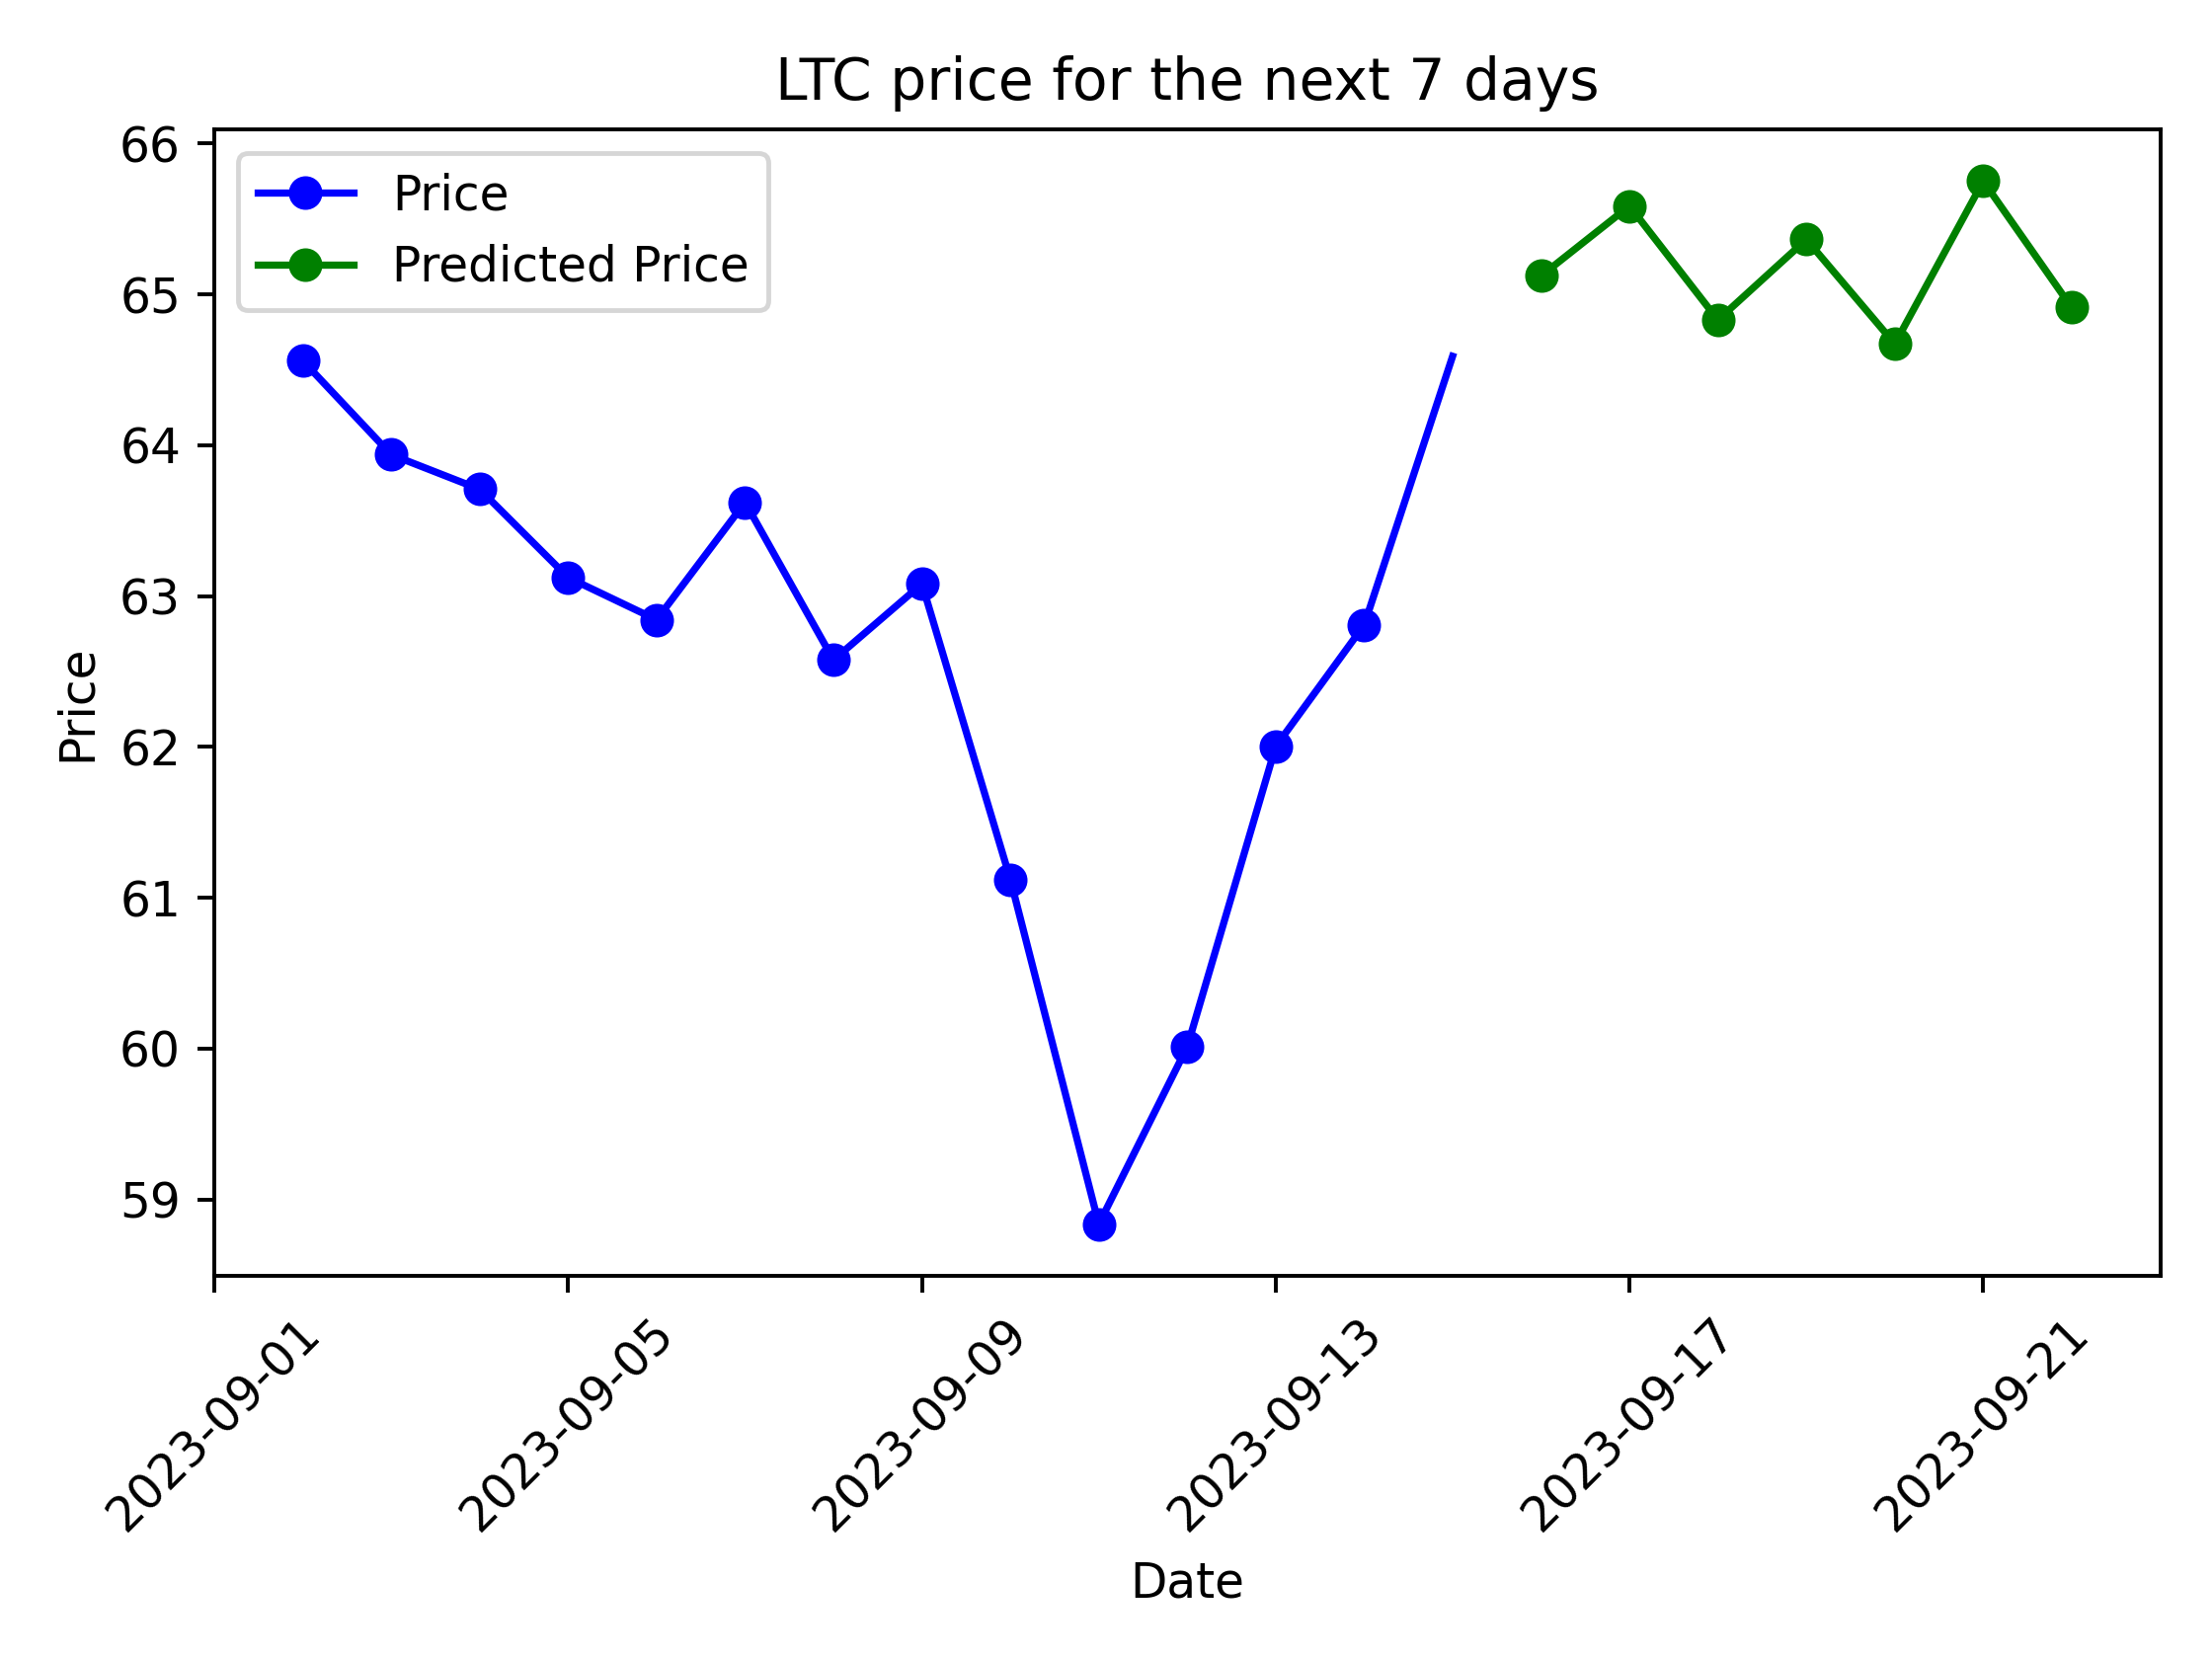 LTC price for the next 7 days
Price
Predicted Price
66
65
64
63
62
61
60
59
Price
2023-09-01
2023-09-05
2023-09-09
2023-09-13
2023-09-17
2023-09-21
Date